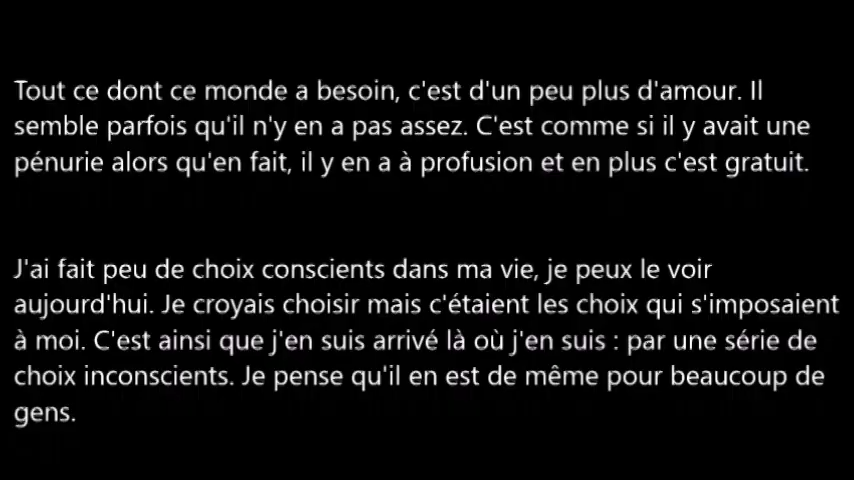 Tout ce dont ce monde a besoin, c'est d'un peu plus d'amour. Il
semble parfois qu'il n'y en a pas assez. C'est comme si il y avait une
pénurie alors qu'en fait, il y en a à profusion et en plus c'est gratuit.
J'ai fait peu de choix conscients dans ma vie, je peux le voir
aujourd'hui. Je croyais choisir mais c'étaient les choix qui s'imposaient
à moi. C'est ainsi que j'en suis arrivé là où j'en suis : par une série de
choix inconscients. Je pense qu'il en est de même pour beaucoup de
gens.